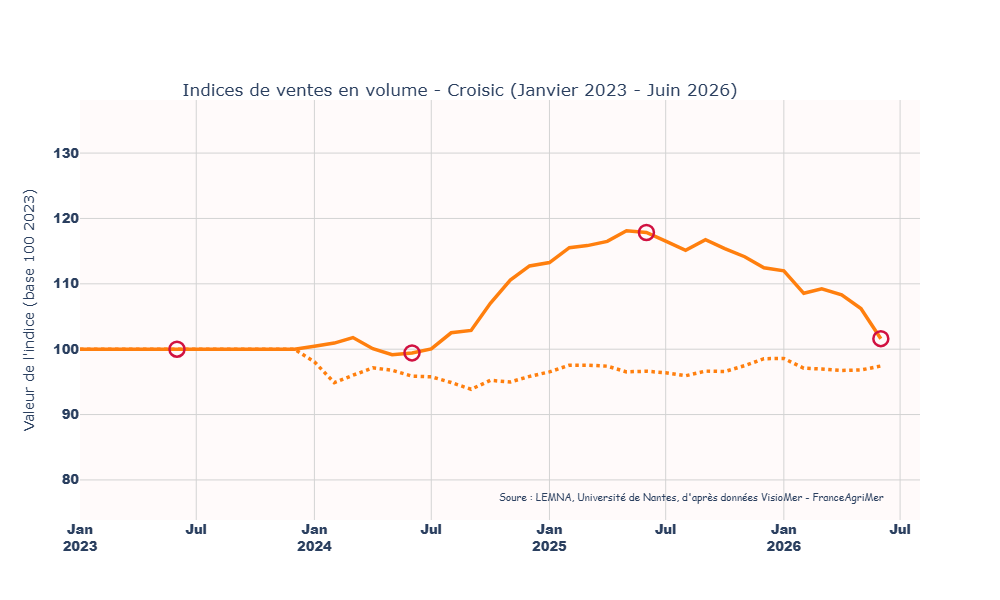 Indices de ventes en volume - Croisic (Janvier 2023 - Juin 2026)
Valeur de l'indice (base 100 2023)
130
120
110
100
90
80
Soure : LEMNA, Université de Nantes, d'après données VisioMer - FranceAgriMer
Jan Jul Jan Jul Jan Jul Jan Jul
2023 2024 2025 2026